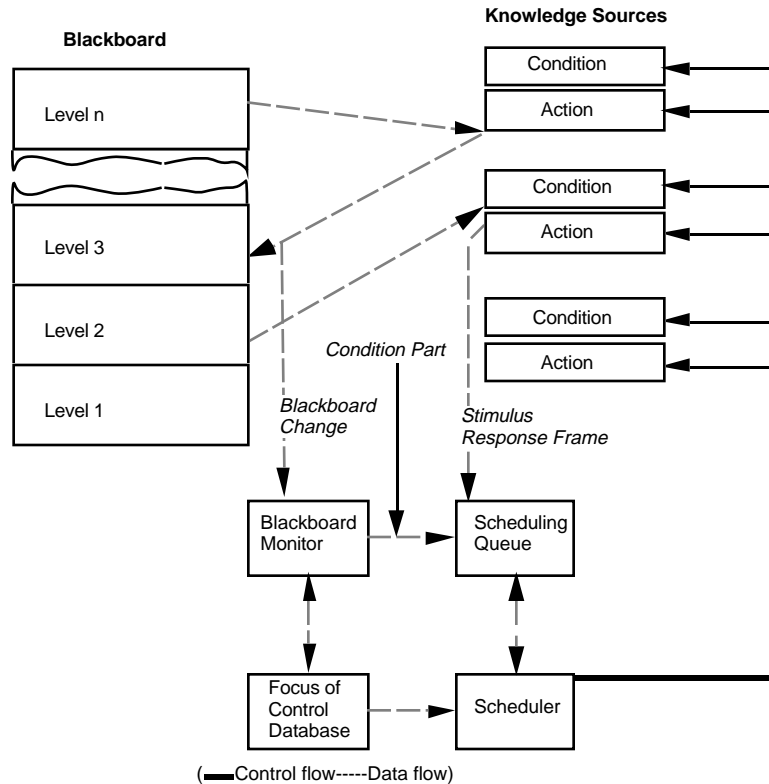 Knowledge Sources
Blackboard
Condition
Level n
Action
Condition
Level 3
Action
Level 2
Condition
Condition Part
Action
Level 1
Blackboard
Change
Stimulus
Response Frame
Blackboard
Monitor
Scheduling
Queue
Focus of
Control
Database
Scheduler
(Control flow-----Data flow)